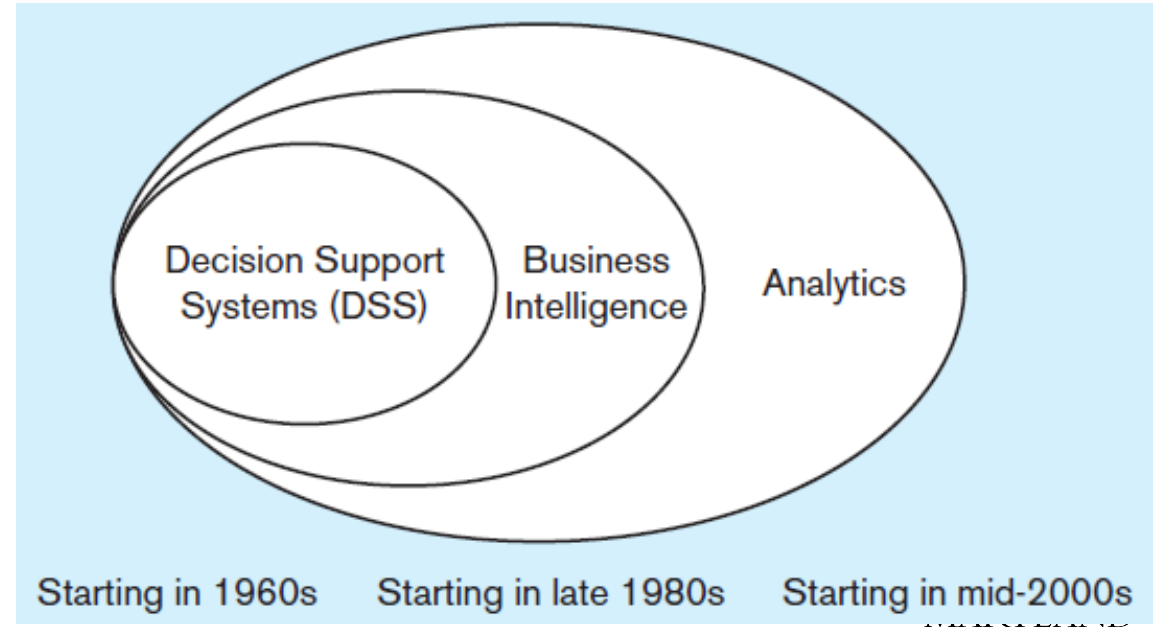 Decision Support
Systems (DSS)
Business
Intelligence
Analytics
Starting in 1960s
Starting in late 1980s
Starting in mid-2000s